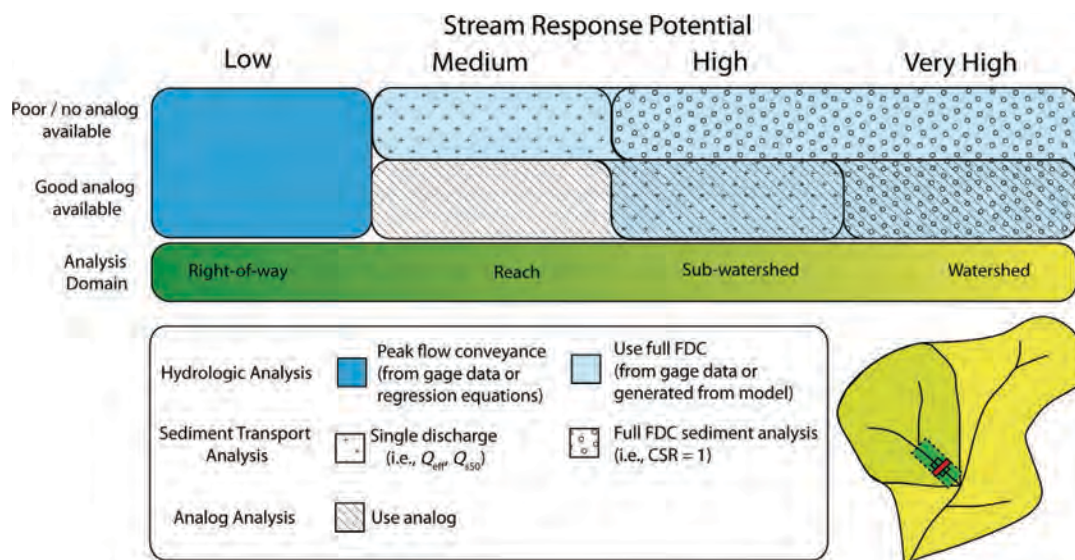 Stream Response Potential
Low Medium High Very High
Poor / no analog
available
Good analog
available
Analysis
Domain
Right-of-way Reach Sub-watershed Watershed
Hydrologic Analysis
Peak flow conveyance
(from gage data or
regression equations)
Use full FDC
(from gage data or
generated from model)
Sediment Transport
Analysis
Single discharge
(i.e., Qeff, Qs50)
Full FDC sediment analysis
(i.e., CSR = 1)
Analog Analysis
Use analog